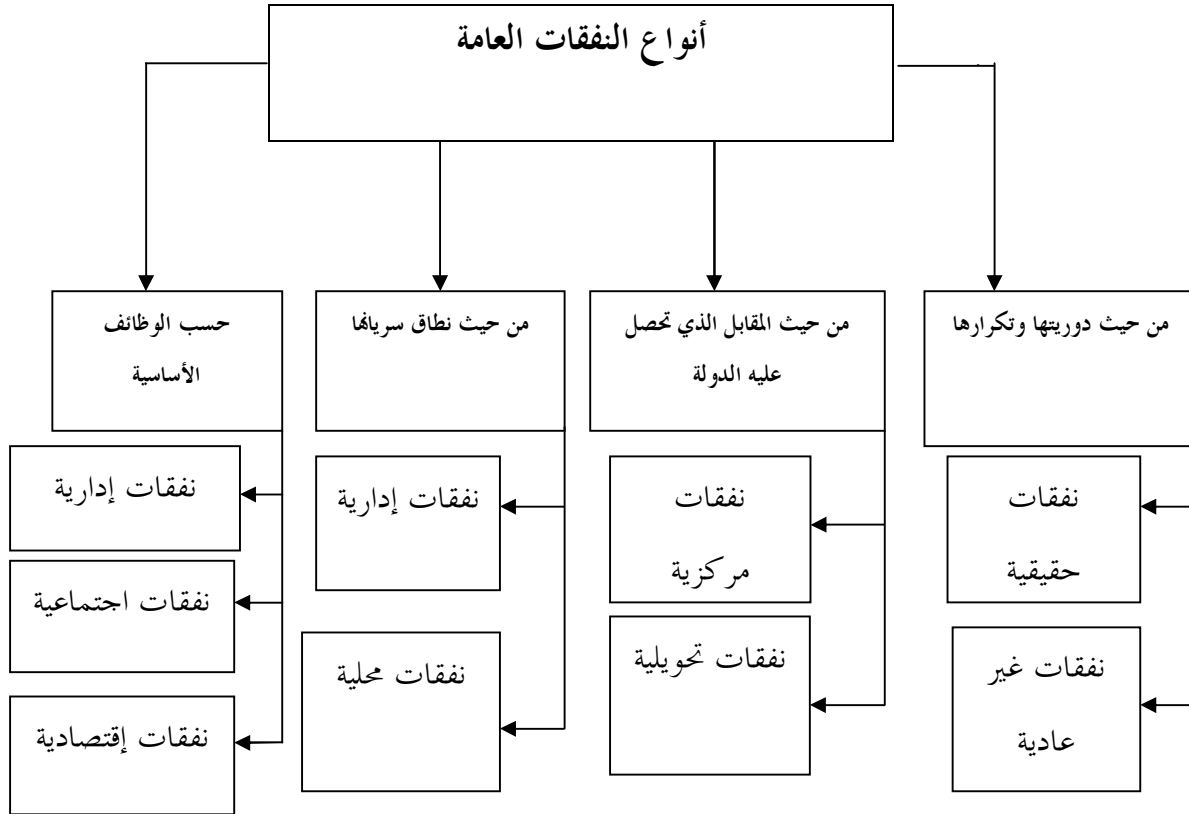 أنواع النفقات العامة
من حيث دوريتها وتكرارها
من حيث المقابل الذي تحصل
عليه الدولة
من حيث نطاق سريانها
حسب الوظائف
الأساسية
نفقات
حقيقية
نفقات غير
عادية
نفقات
مركزية
نفقات تحويلية
نفقات إدارية
نفقات محلية
نفقات إدارية
نفقات اجتماعية
نفقات إقتصادية